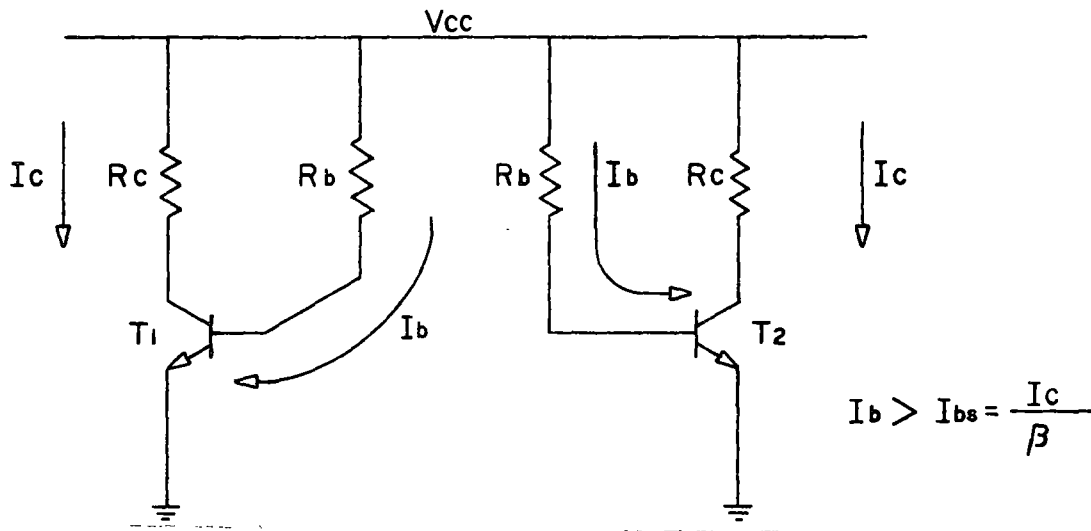 Vcc
Ic
Rc
Rb
Rb
Ib
Rc
Ic
T1
Ib
T2
Ib > Ibs = Ic
β